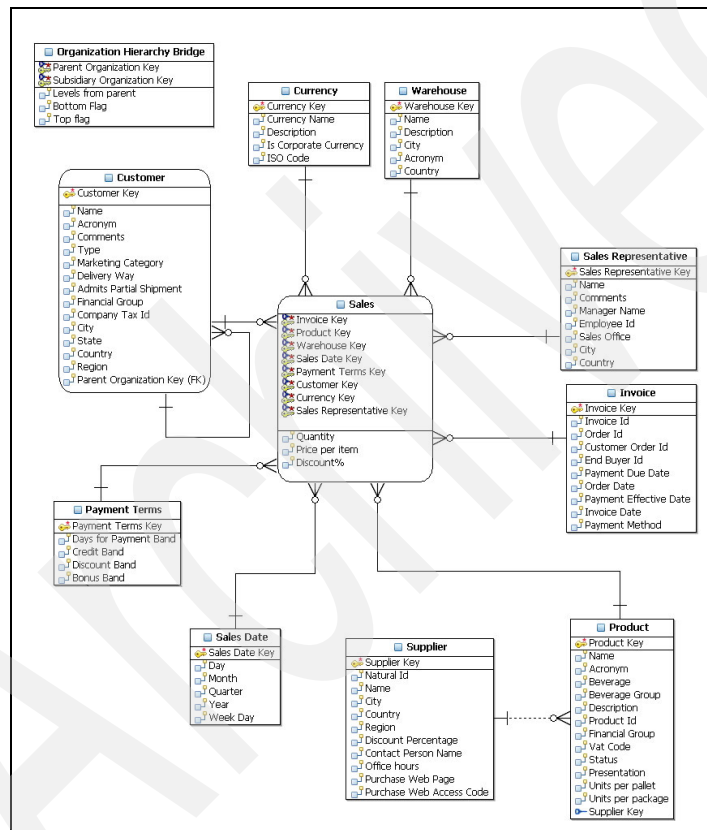 Organization Hierarchy Bridge
Parent Organization Key
Subsidiary Organization Key
Levels from parent
Bottom Flag
Top flag
Currency
Currency Key
Currency Name
Description
Is Corporate Currency
ISO Code
Warehouse
Warehouse Key
Name
Description
City
Acronym
Country
Customer
Customer Key
Name
Acronym
Comments
Type
Marketing Category
Delivery Way
Admits Partial Shipment
Financial Group
Company Tax Id
City
State
Country
Region
Parent Organization Key (FK)
Sales
Invoice Key
Product Key
Warehouse Key
Sales Date Key
Payment Terms Key
Customer Key
Currency Key
Sales Representative Key
Quantity
Price per item
Discount%
Sales Representative
Sales Representative Key
Name
Comments
Manager Name
Employee Id
Sales Office
City
Country
Invoice
Invoice Key
Invoice Id
Order Id
Customer Order Id
End Buyer Id
Payment Due Date
Order Date
Payment Effective Date
Invoice Date
Payment Method
Payment Terms
Payment Terms Key
Days for Payment Band
Credit Band
Discount Band
Bonus Band
Sales Date
Sales Date Key
Day
Month
Quarter
Year
Week Day
Supplier
Supplier Key
Natural Id
Name
City
Country
Region
Discount Percentage
Contact Person Name
Office hours
Purchase Web Page
Purchase Web Access Code
Product
Product Key
Name
Acronym
Beverage
Beverage Group
Description
Product Id
Financial Group
Vat Code
Status
Presentation
Units per pallet
Units per package
Supplier Key